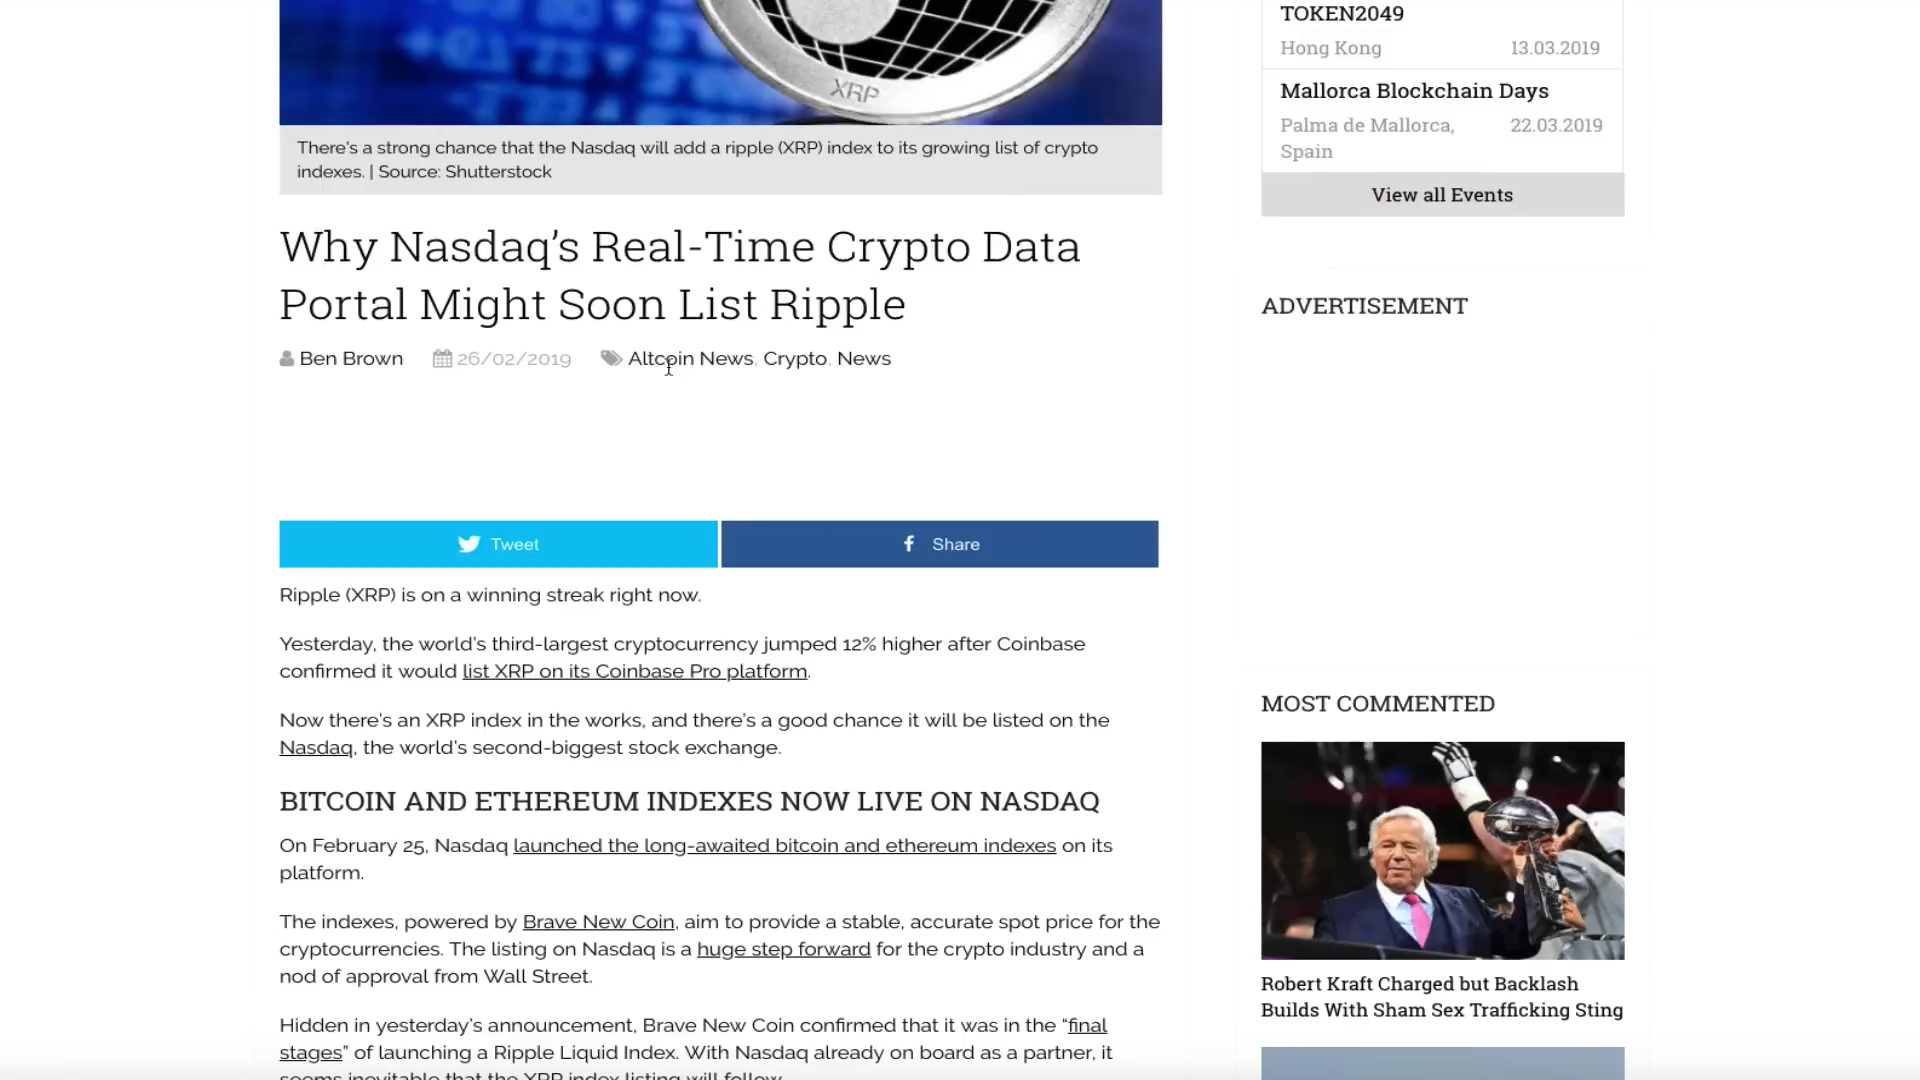 XRP
There's a strong chance that the Nasdaq will add a ripple (XRP) index to its growing list of crypto
indexes. | Source: Shutterstock
Why Nasdaq's Real-Time Crypto Data
Portal Might Soon List Ripple
Ben Brown 26/02/2019 Altcoin News, Crypto, News
Tweet Share
Ripple (XRP) is on a winning streak right now.
Yesterday, the world's third-largest cryptocurrency jumped 12% higher after Coinbase
confirmed it would list XRP on its Coinbase Pro platform.
Now there's an XRP index in the works, and there's a good chance it will be listed on the
Nasdaq, the world's second-biggest stock exchange.
BITCOIN AND ETHEREUM INDEXES NOW LIVE ON NASDAQ
On February 25, Nasdaq launched the long-awaited bitcoin and ethereum indexes on its
platform.
The indexes, powered by Brave New Coin, aim to provide a stable, accurate spot price for the
cryptocurrencies. The listing on Nasdaq is a huge step forward for the crypto industry and a
nod of approval from Wall Street.
Hidden in yesterday's announcement, Brave New Coin confirmed that it was in the “final
stages” of launching a Ripple Liquid Index. With Nasdaq already on board as a partner, it
seems inevitable that the XRP index listing will follow.
TOKEN2049
Hong Kong 13.03.2019
Mallorca Blockchain Days
Palma de Mallorca, 22.03.2019
Spain
View all Events
ADVERTISEMENT
MOST COMMENTED
Robert Kraft Charged but Backlash
Builds With Sham Sex Trafficking Sting